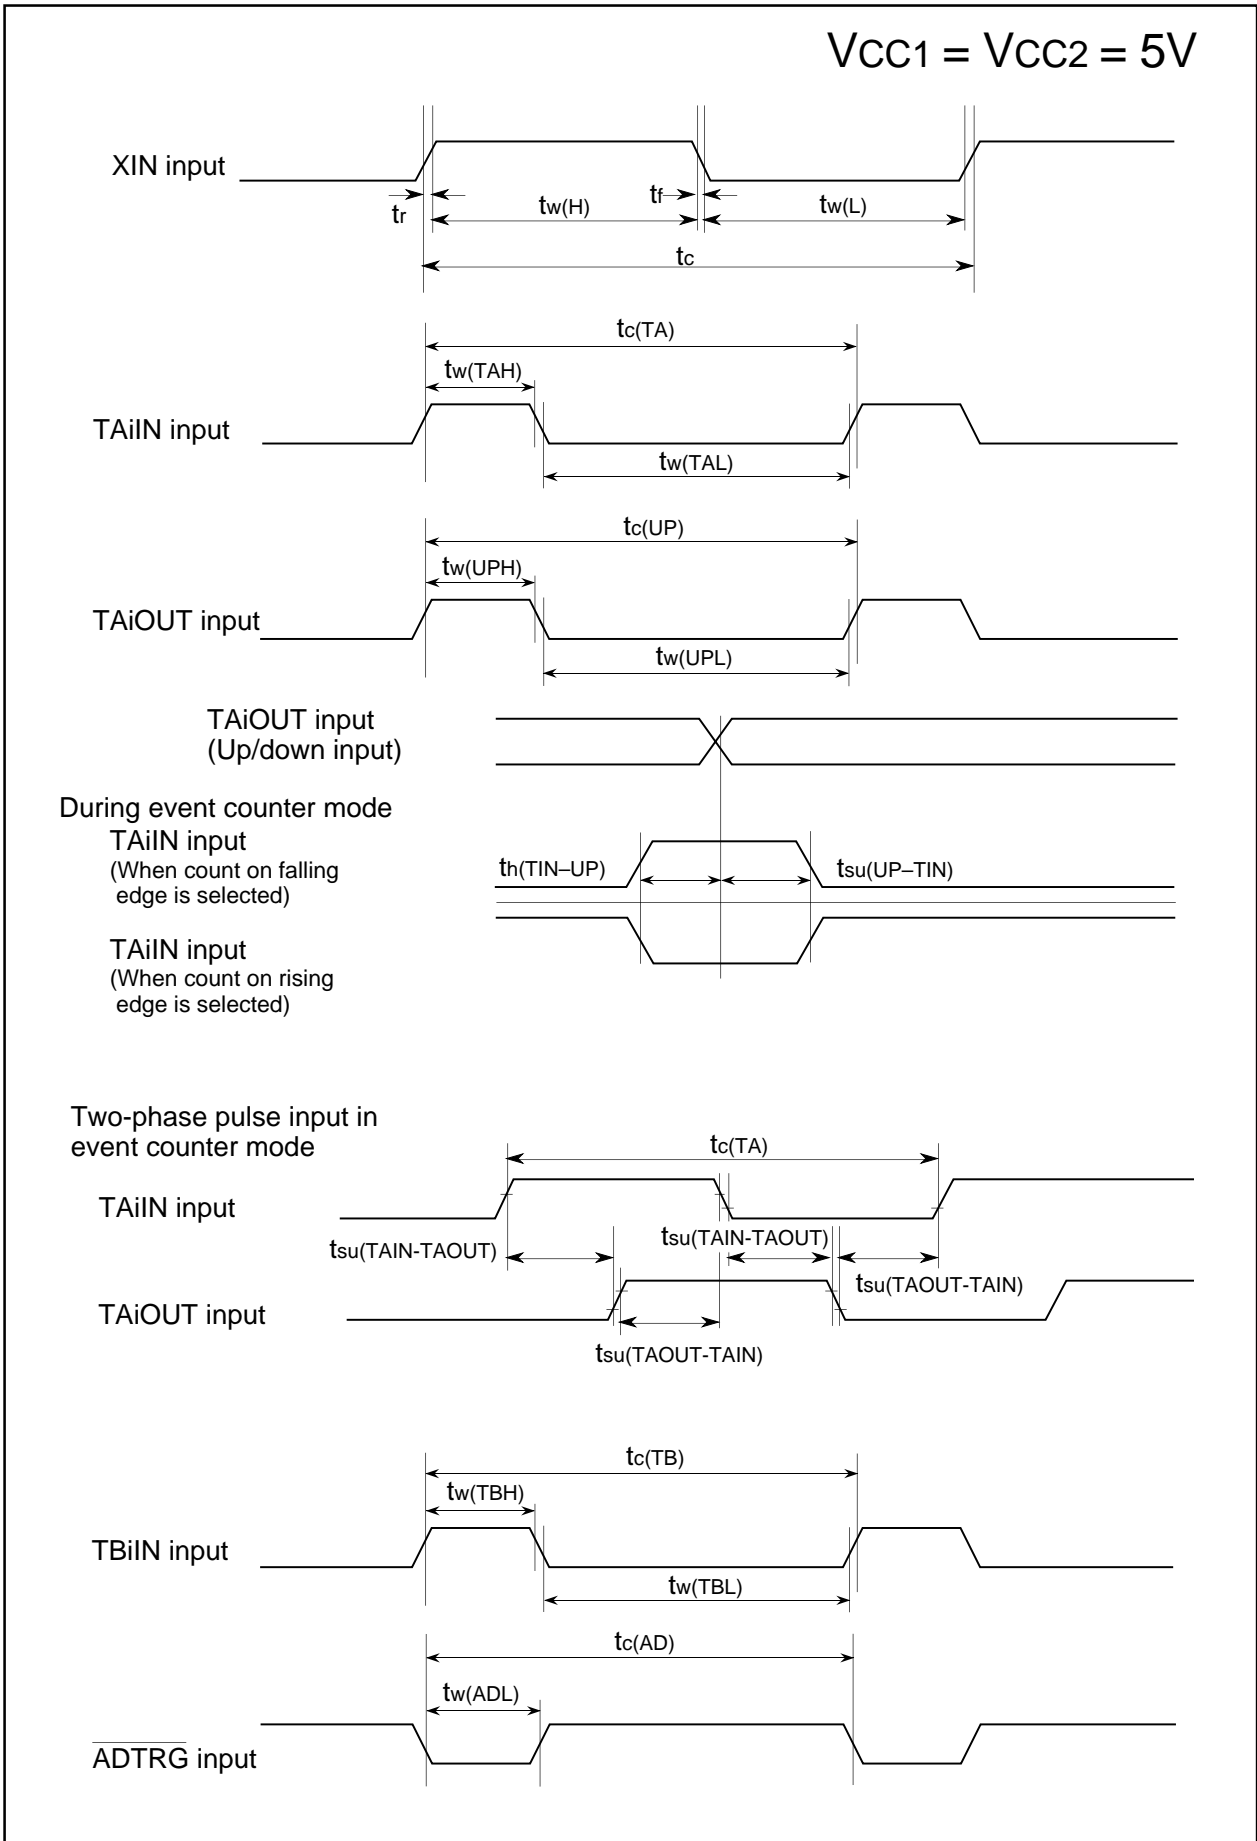 VCC1 = VCC2 = 5V
XIN input
tr
tw(H)
tf
tw(L)
tc
tc(TA)
tw(TAH)
TAiIN input
tw(TAL)
tc(UP)
tw(UPH)
TAiOUT input
tw(UPL)
TAiOUT input
(Up/down input)
During event counter mode
TAiIN input
(When count on falling
edge is selected)
th(TIN–UP)
tsu(UP–TIN)
TAiIN input
(When count on rising
edge is selected)
Two-phase pulse input in
event counter mode
tc(TA)
TAiIN input
tsu(TAIN-TAOUT)
tsu(TAIN-TAOUT)
tsu(TAOUT-TAIN)
TAiOUT input
tsu(TAOUT-TAIN)
tc(TB)
tw(TBH)
TBiIN input
tw(TBL)
tc(AD)
tw(ADL)
ADTRG input